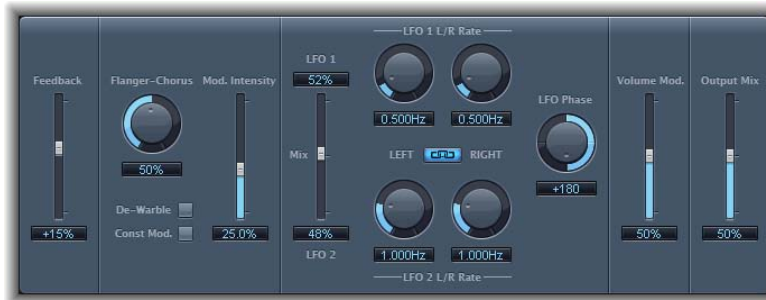 LFO 1 L/R Rate
LFO 1
Feedback
Flanger-Chorus
Mod. Intensity
52%
Volume Mod.
Output Mix
LFO Phase
0.500Hz
0.500Hz
Mix
LEFT
RIGHT
50%
+180
De-Warble
Const Mod.
+15%
25.0%
48%
50%
50%
LFO 2
1.000Hz
1.000Hz
LFO 2 L/R Rate